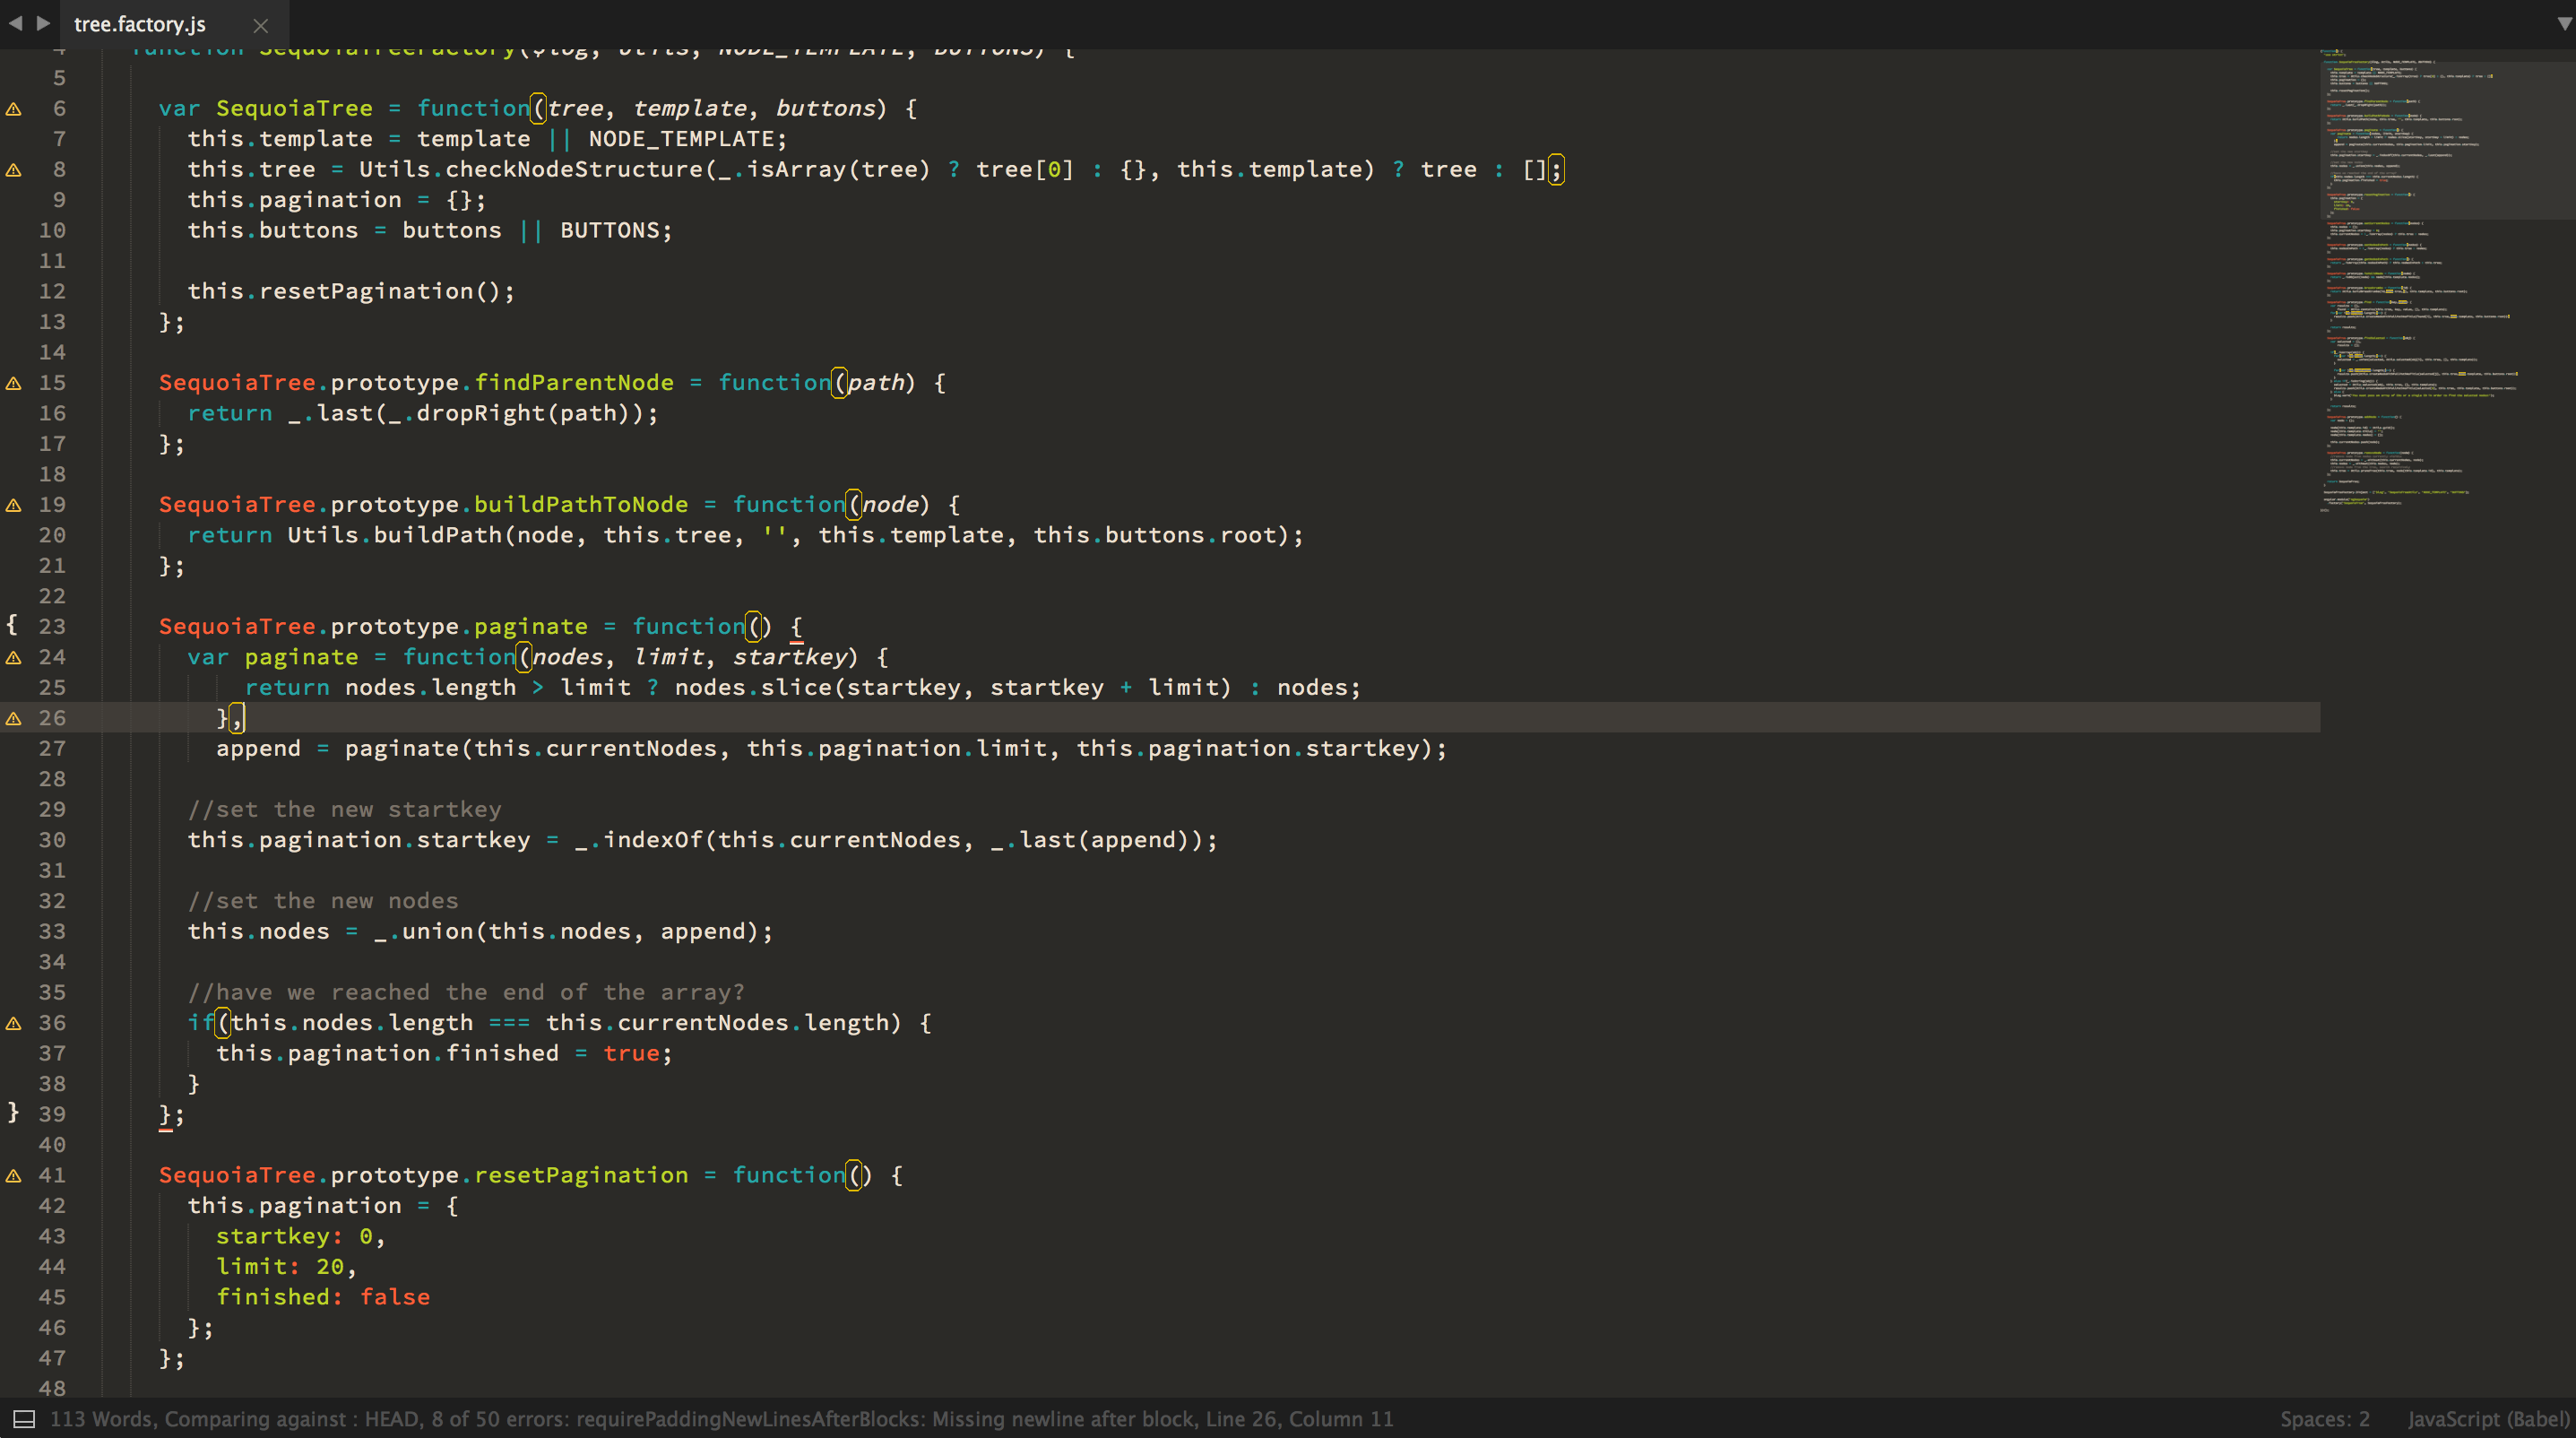 tree.factory.js
4 function SequoiaTreeFactory($log, Utils, NODE_TEMPLATE, BUTTONS) {
5
6 var SequoiaTree = function(tree, template, buttons) {
7 this.template = template || NODE_TEMPLATE;
8 this.tree = Utils.checkNodeStructure(_.isArray(tree) ? tree[0] : {}, this.template) ? tree : [];
9 this.pagination = {};
10 this.buttons = buttons || BUTTONS;
11
12 this.resetPagination();
13 };
14
15 SequoiaTree.prototype.findParentNode = function(path) {
16 return _.last(_.dropRight(path));
17 };
18
19 SequoiaTree.prototype.buildPathToNode = function(node) {
20 return Utils.buildPath(node, this.tree, '', this.template, this.buttons.root);
21 };
22
{ 23 SequoiaTree.prototype.paginate = function() {
24 var paginate = function(nodes, limit, startkey) {
25 return nodes.length > limit ? nodes.slice(startkey, startkey + limit) : nodes;
26 },
27 append = paginate(this.currentNodes, this.pagination.limit, this.pagination.startkey);
28
29 //set the new startkey
30 this.pagination.startkey = _.indexOf(this.currentNodes, _.last(append));
31
32 //set the new nodes
33 this.nodes = _.union(this.nodes, append);
34
35 //have we reached the end of the array?
36 if(this.nodes.length === this.currentNodes.length) {
37 this.pagination.finished = true;
38 }
} 39 };
40
41 SequoiaTree.prototype.resetPagination = function() {
42 this.pagination = {
43 startkey: 0,
44 limit: 20,
45 finished: false
46 };
47 };
48
113 Words, Comparing against : HEAD, 8 of 50 errors: requirePaddingNewLinesAfterBlocks: Missing newline after block, Line 26, Column 11
Spaces: 2 JavaScript (Babel)